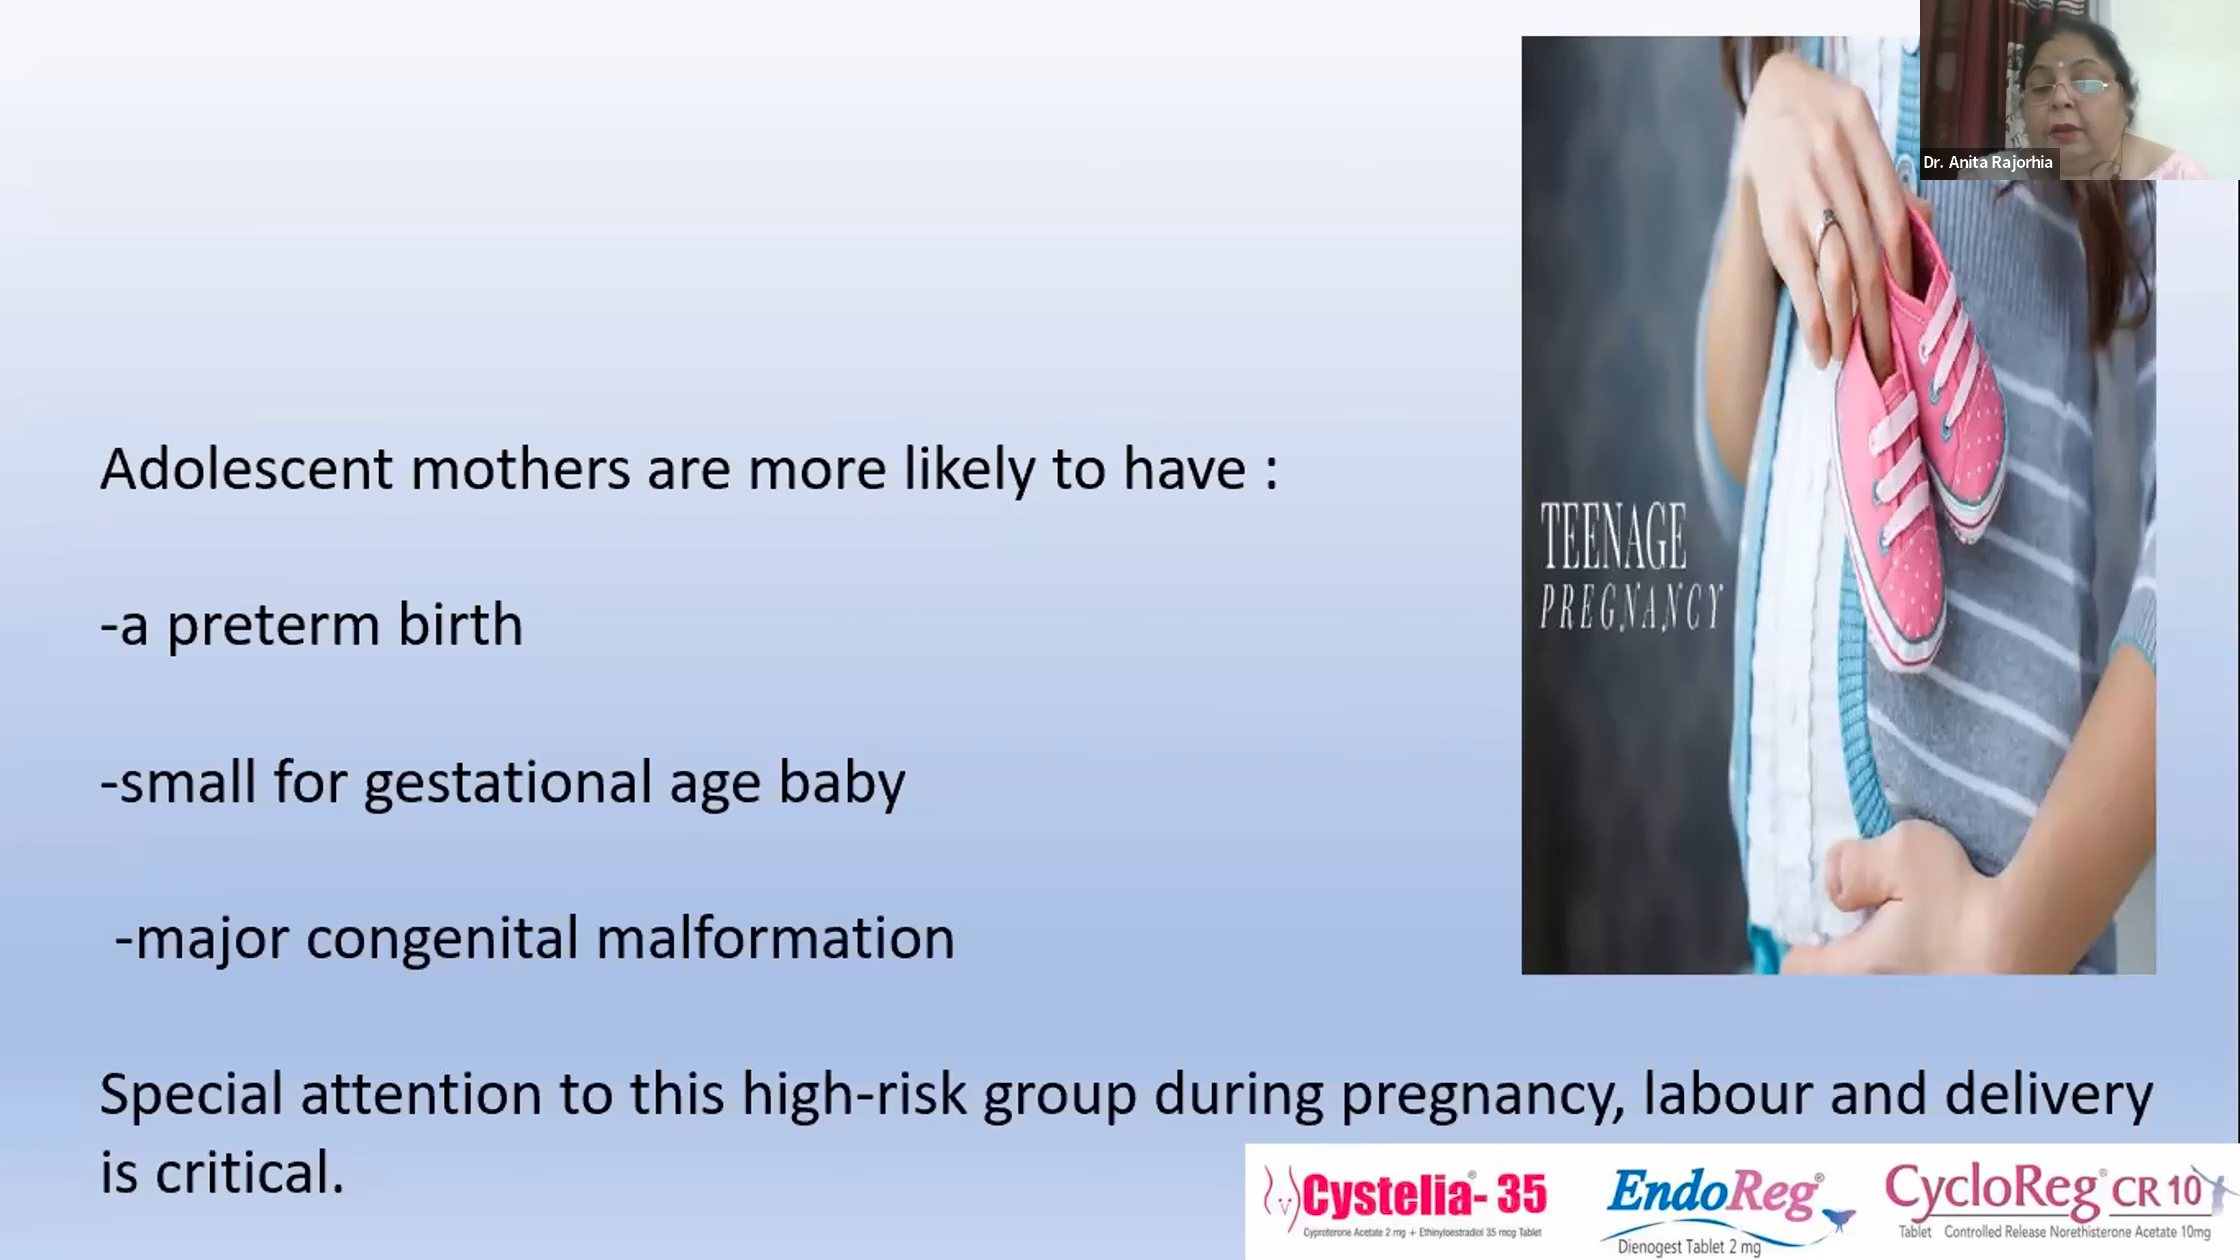 Dr. Anita Rajorhia
Adolescent mothers are more likely to have :
-a preterm birth
-small for gestational age baby
-major congenital malformation
Special attention to this high-risk group during pregnancy, labour and delivery
is critical.
TEENAGE
PREGNANCY
Cystelia®- 35
Cyproterone Acetate 2 mg + Ethinyloestradiol 35 mcg Tablet
EndoReg®
Dienogest Tablet 2 mg
CycloReg® CR 10
Tablet Controlled Release Norethisterone Acetate 10mg